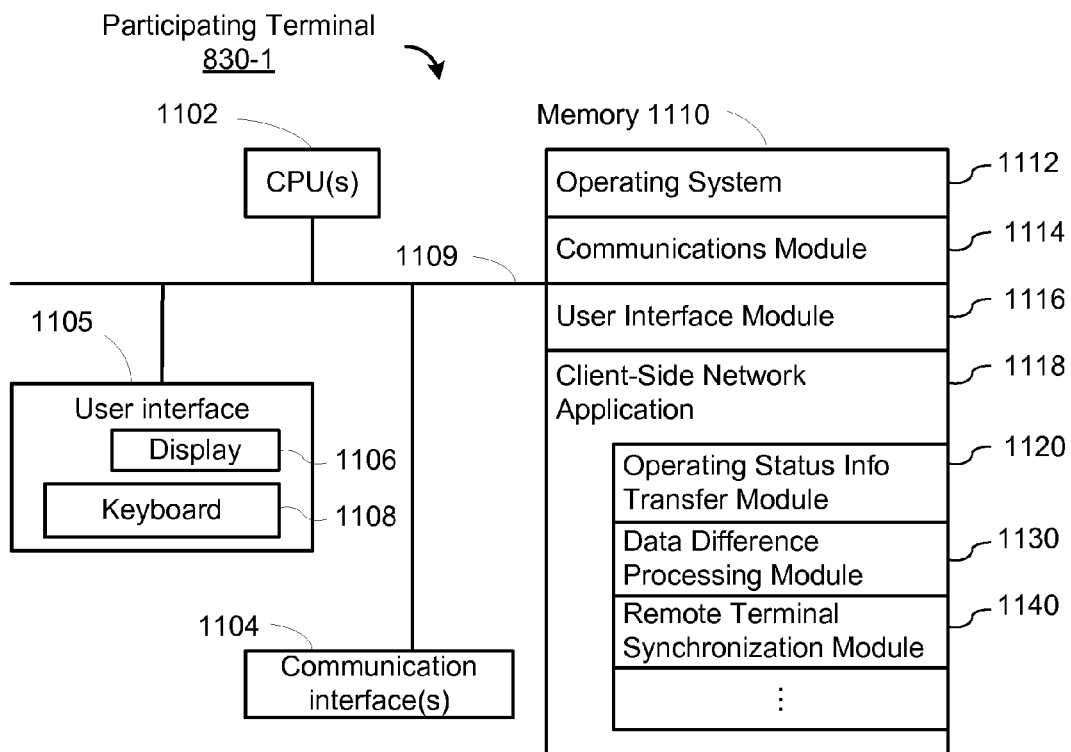 Participating Terminal
830-1
1102
CPU(s)
1109
1105
User interface
Display
1106
Keyboard
1108
1104
Communication
interface(s)
Memory 1110
Operating System
1112
Communications Module
1114
User Interface Module
1116
Client-Side Network
Application
1118
Operating Status Info
Transfer Module
1120
Data Difference
Processing Module
1130
Remote Terminal
Synchronization Module
1140
⋮